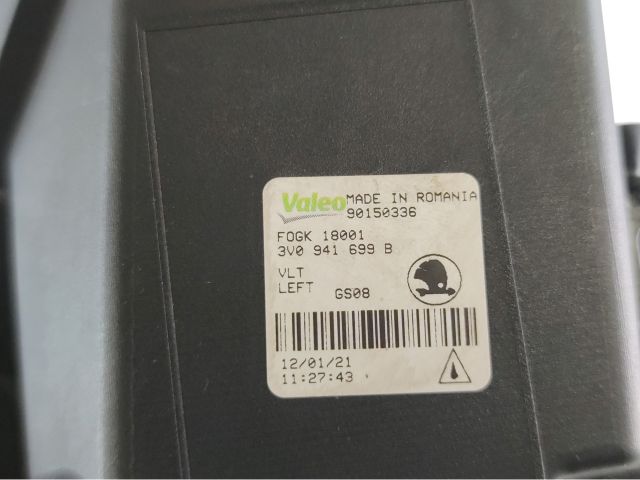 Valeo MADE IN ROMANIA
90150336
FOGK 18001
3V0 941 699 B
VLT
LEFT GS08
12/01/21
11:27:43